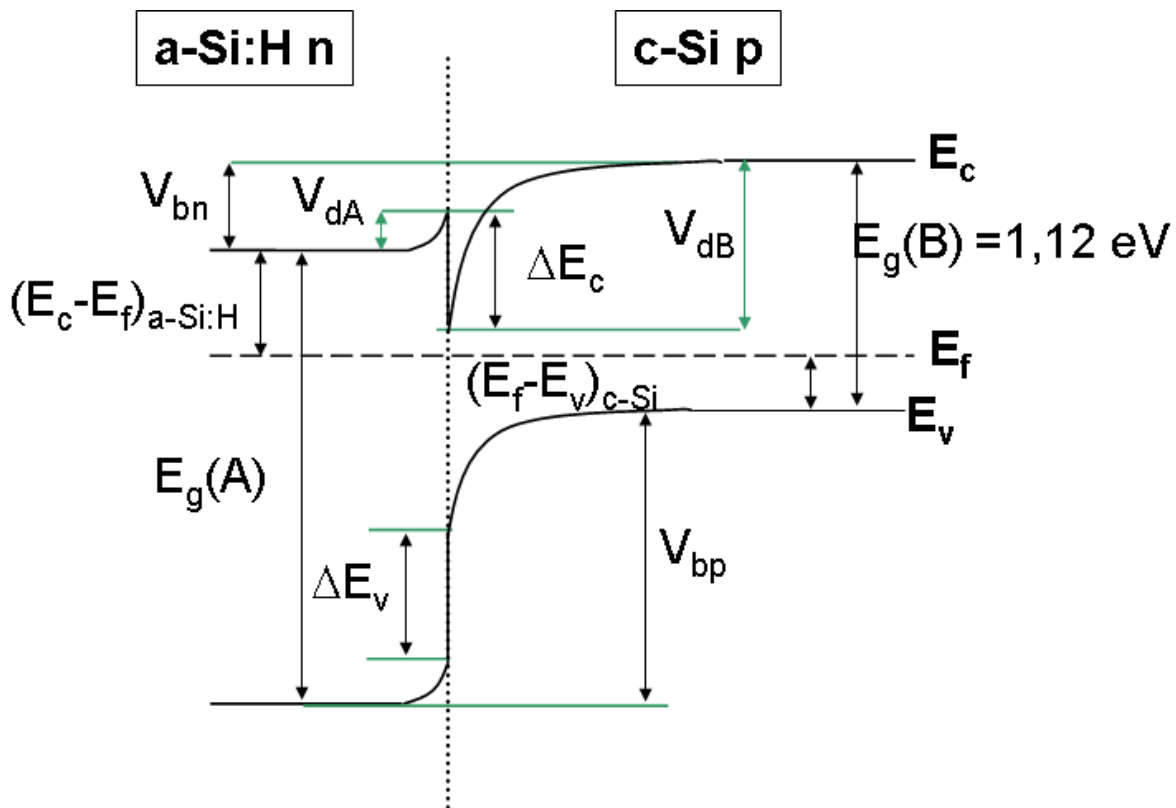 a-Si:H n
c-Si p
E_c
V_bn
V_dA
V_dB
E_g(B) =1,12 eV
ΔE_c
(E_c-E_f)_a-Si:H
E_f
(E_f-E_v)_c-Si
E_v
E_g(A)
V_bp
ΔE_v